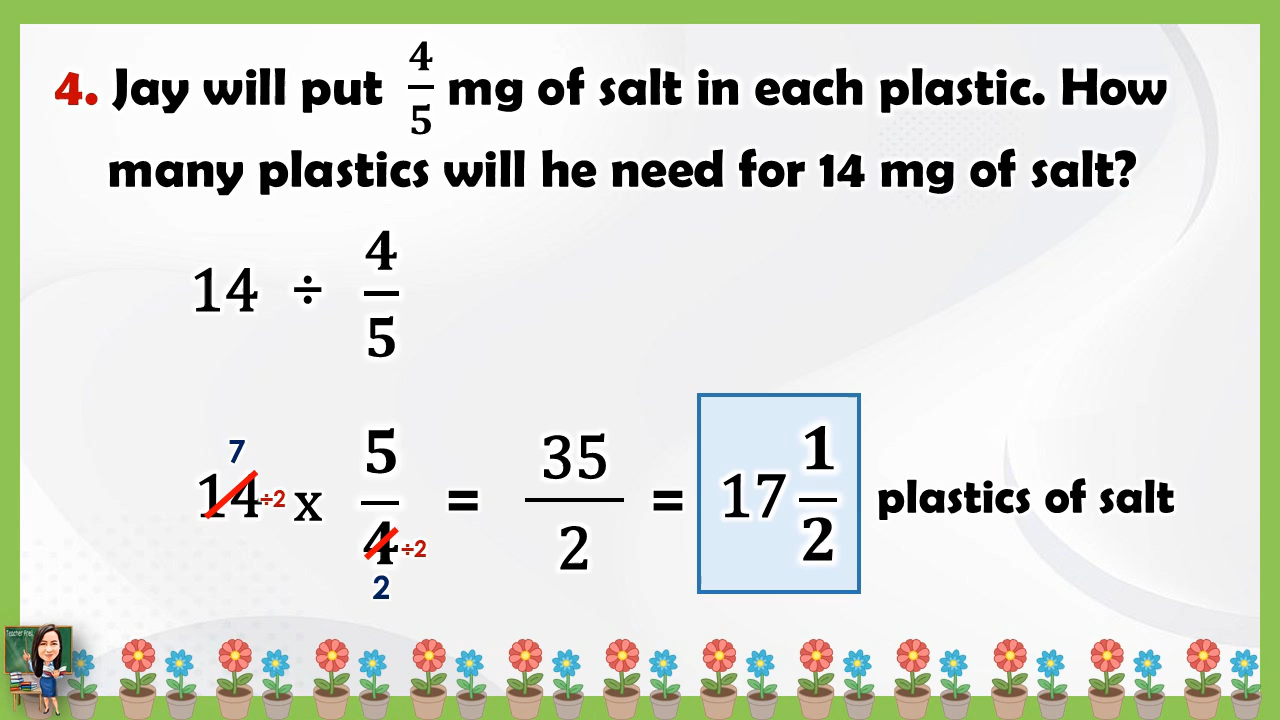 4. Jay will put 4/5 mg of salt in each plastic. How
many plastics will he need for 14 mg of salt?
14 ÷ 4/5
7
14 ÷2 x 5/4 ÷2 = 35/2 = 17 1/2 plastics of salt
2